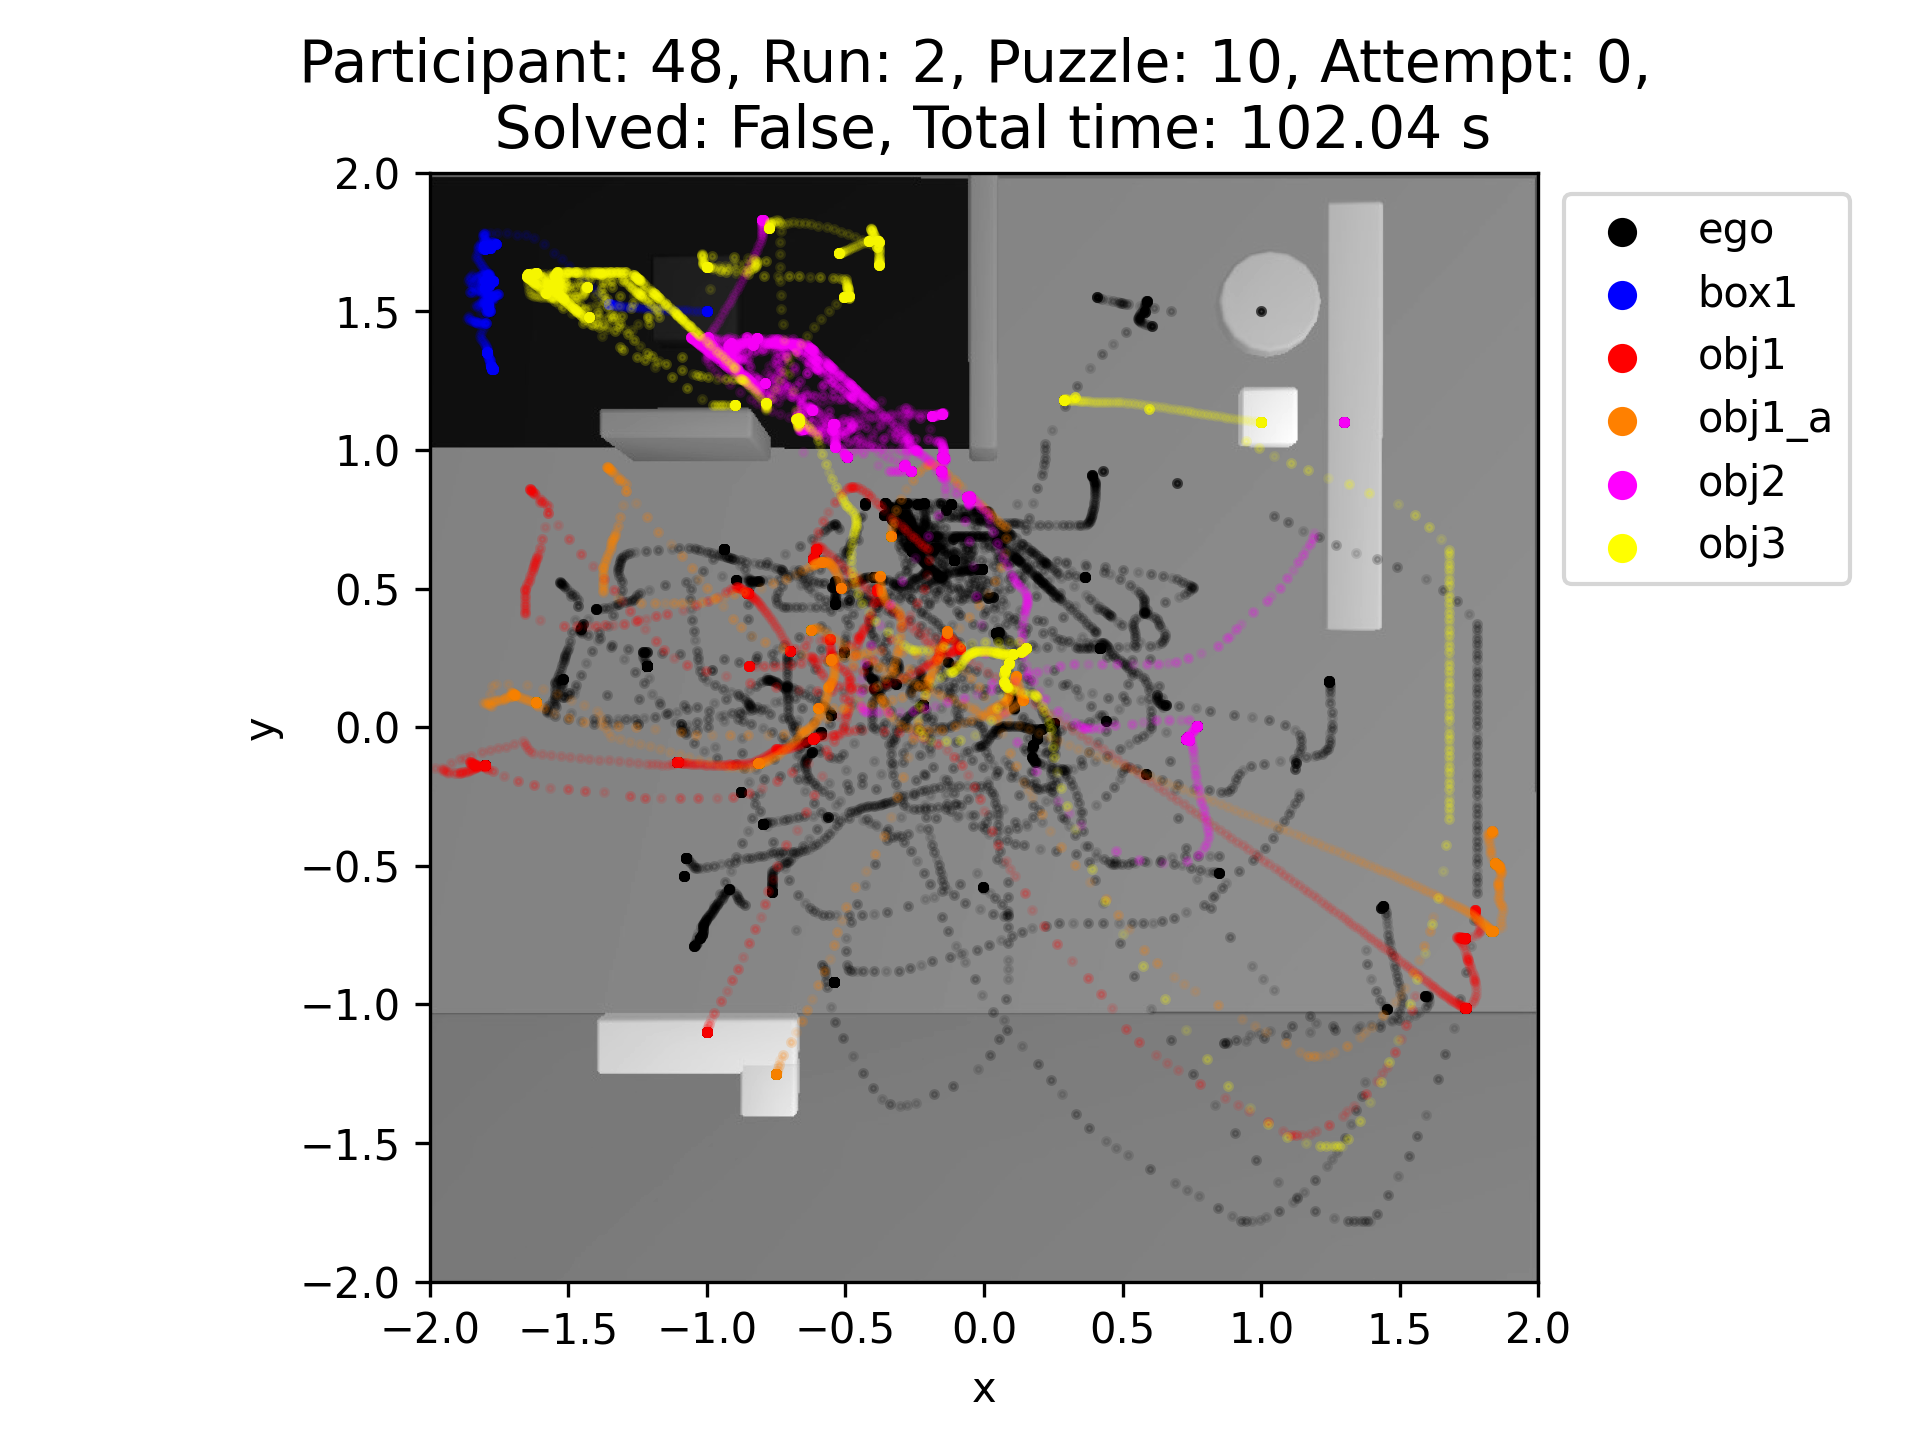 Participant: 48, Run: 2, Puzzle: 10, Attempt: 0,
Solved: False, Total time: 102.04 s
2.0
1.5
1.0
0.5
0.0
−0.5
−1.0
−1.5
−2.0
y
−2.0 −1.5 −1.0 −0.5 0.0 0.5 1.0 1.5 2.0
x
ego
box1
obj1
obj1_a
obj2
obj3